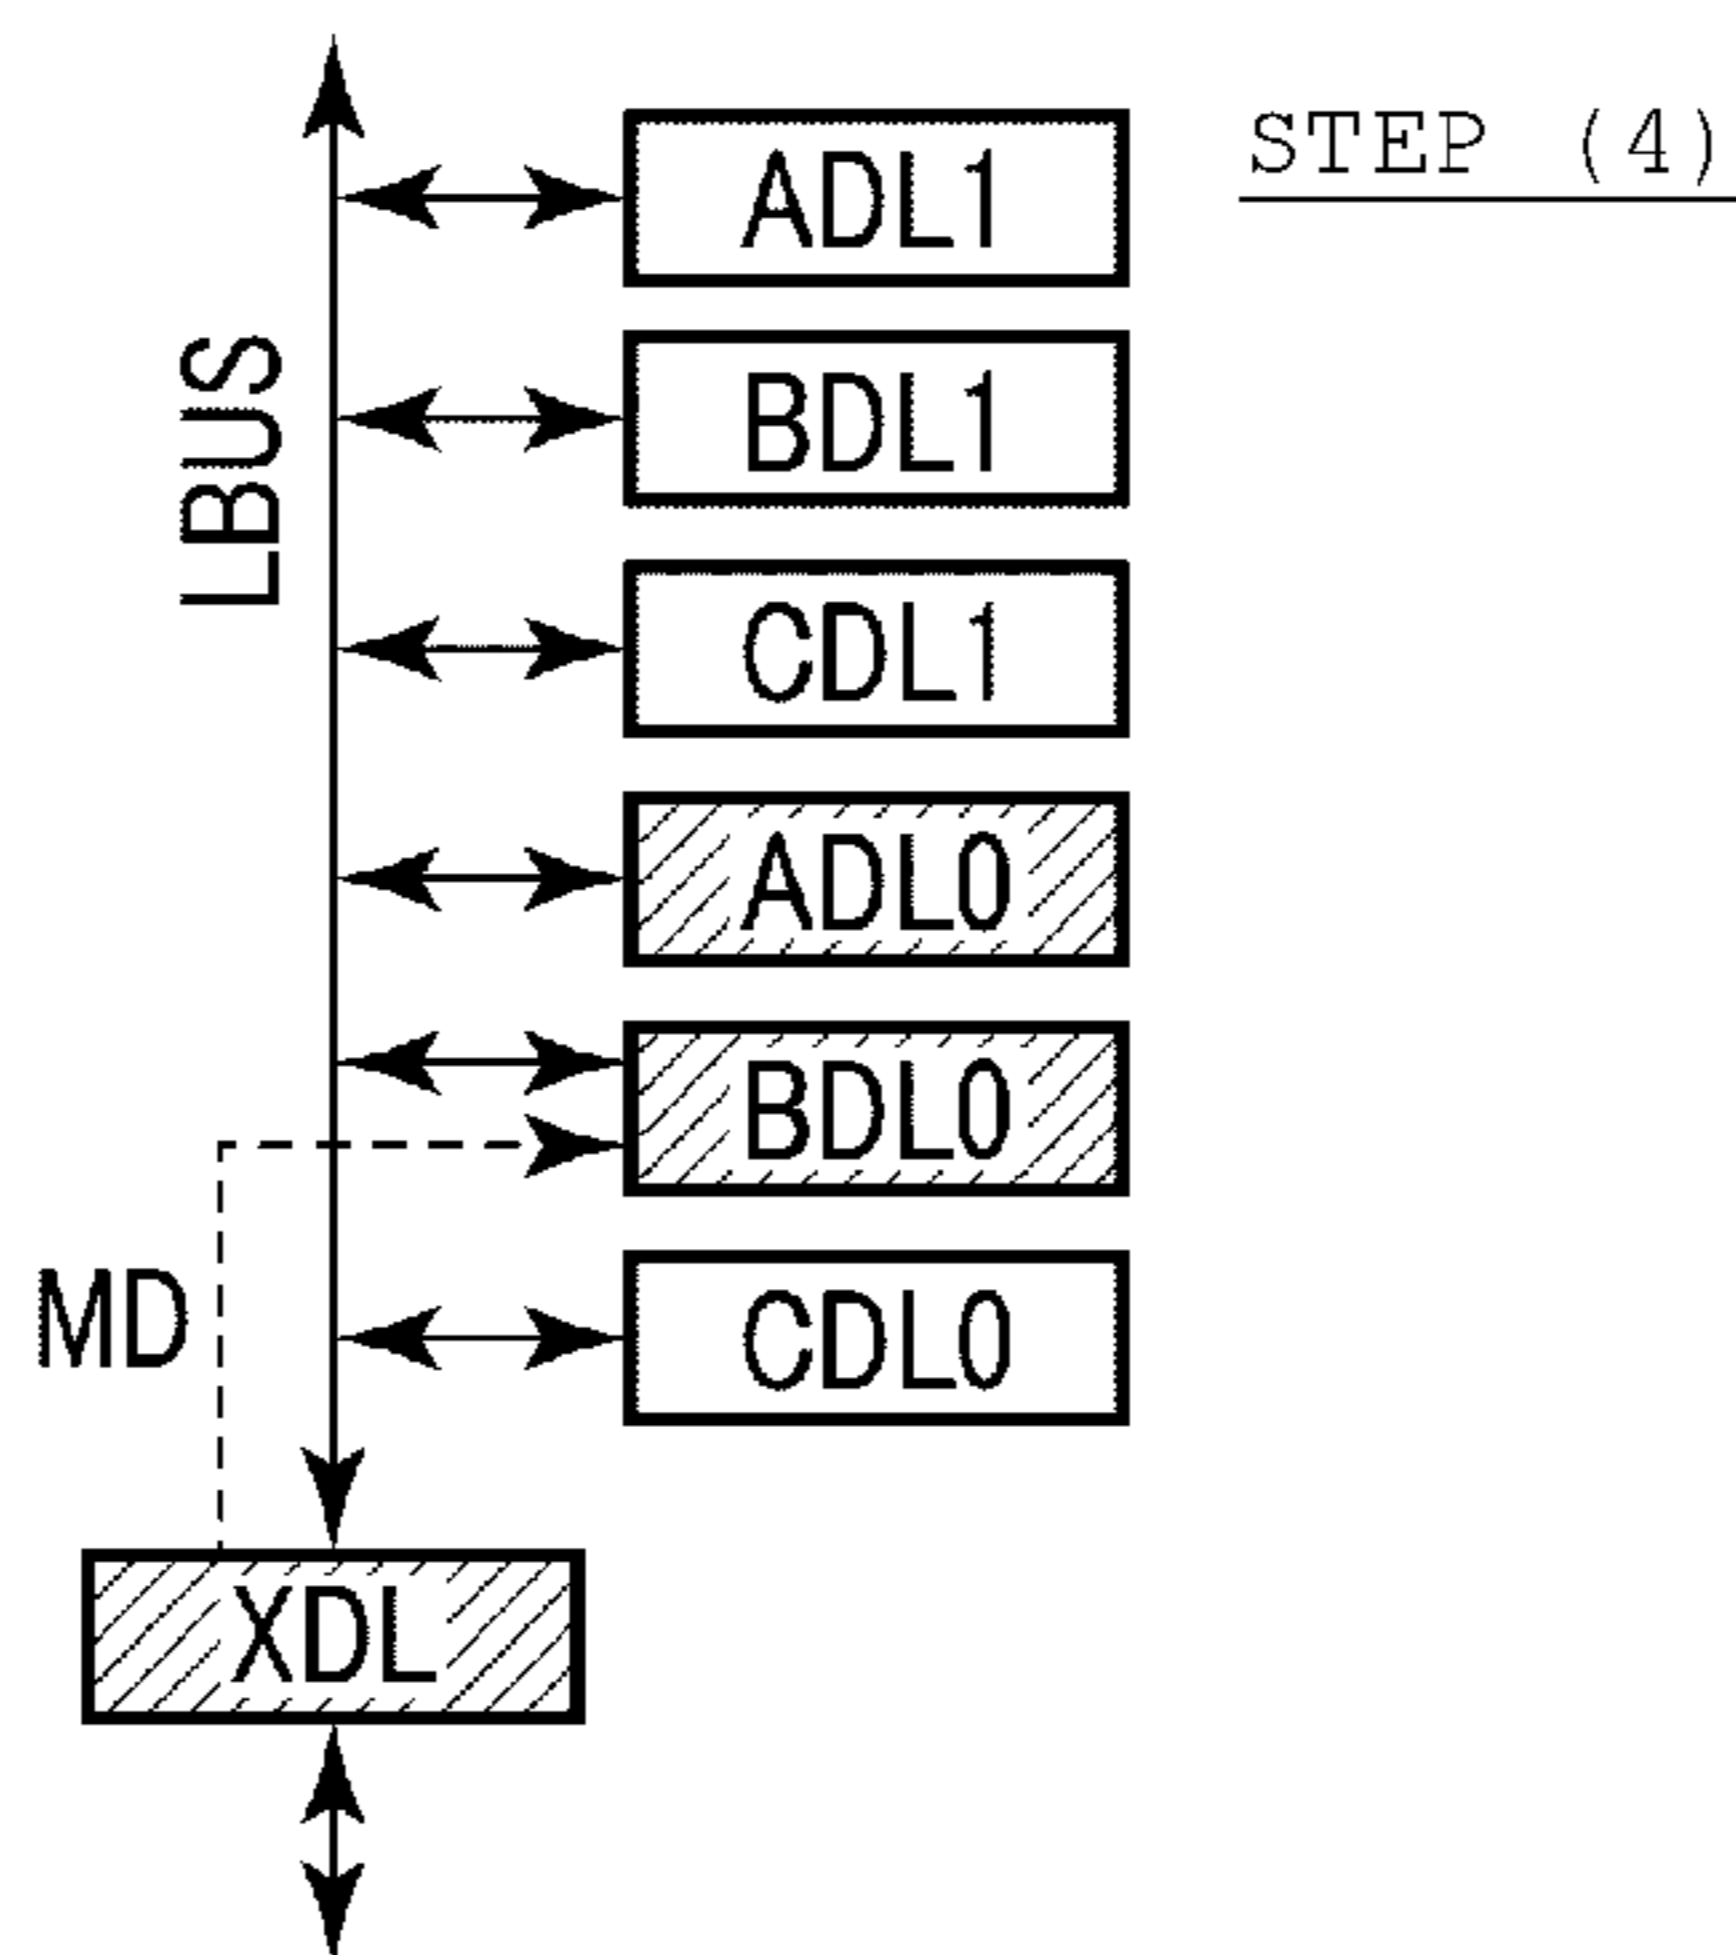 STEP (4)
ADL1
BDL1
LBUS
CDL1
ADL0
BDL0
MD
CDL0
XDL